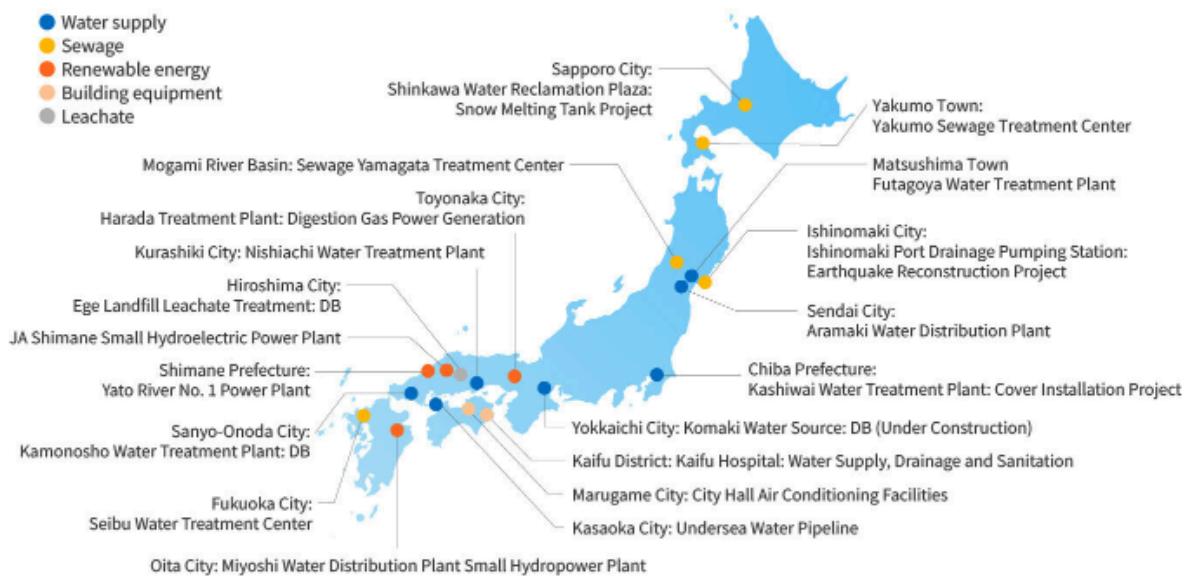 Water supply
Sewage
Renewable energy
Building equipment
Leachate
Sapporo City:
Shinkawa Water Reclamation Plaza:
Snow Melting Tank Project
Yakumo Town:
Yakumo Sewage Treatment Center
Mogami River Basin: Sewage Yamagata Treatment Center
Matsushima Town
Futagoya Water Treatment Plant
Toyonaka City:
Harada Treatment Plant: Digestion Gas Power Generation
Ishinomaki City:
Ishinomaki Port Drainage Pumping Station:
Earthquake Reconstruction Project
Kurashiki City: Nishiachi Water Treatment Plant
Hiroshima City:
Ege Landfill Leachate Treatment: DB
Sendai City:
Aramaki Water Distribution Plant
JA Shimane Small Hydroelectric Power Plant
Shimane Prefecture:
Yato River No. 1 Power Plant
Chiba Prefecture:
Kashiwai Water Treatment Plant: Cover Installation Project
Sanyo-Onoda City:
Kamonosho Water Treatment Plant: DB
Yokkaichi City: Komaki Water Source: DB (Under Construction)
Kaifu District: Kaifu Hospital: Water Supply, Drainage and Sanitation
Fukuoka City:
Seibu Water Treatment Center
Marugame City: City Hall Air Conditioning Facilities
Kasaoka City: Undersea Water Pipeline
Oita City: Miyoshi Water Distribution Plant Small Hydropower Plant